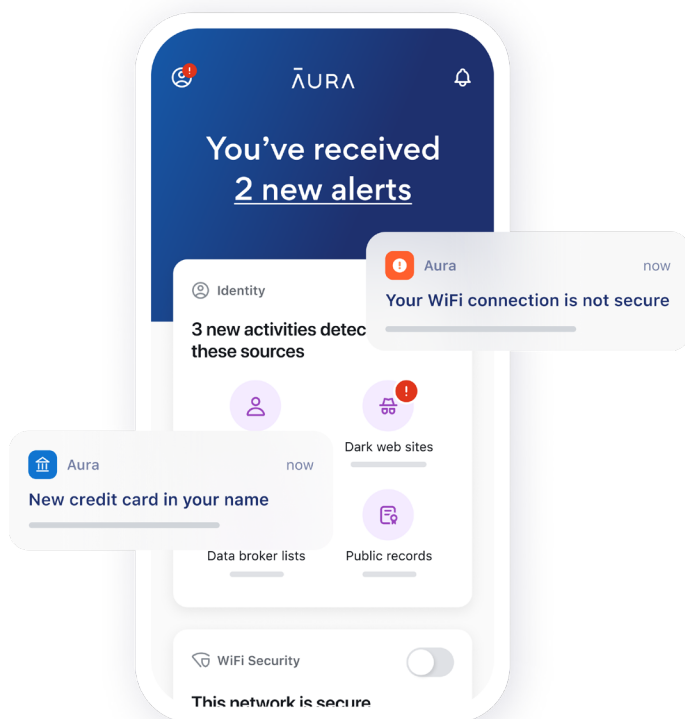 ĀURA
You've received
2 new alerts
Aura now
Your WiFi connection is not secure
Identity
3 new activities detec
these sources
Dark web sites
Aura now
New credit card in your name
Data broker lists
Public records
WiFi Security
This network is secure